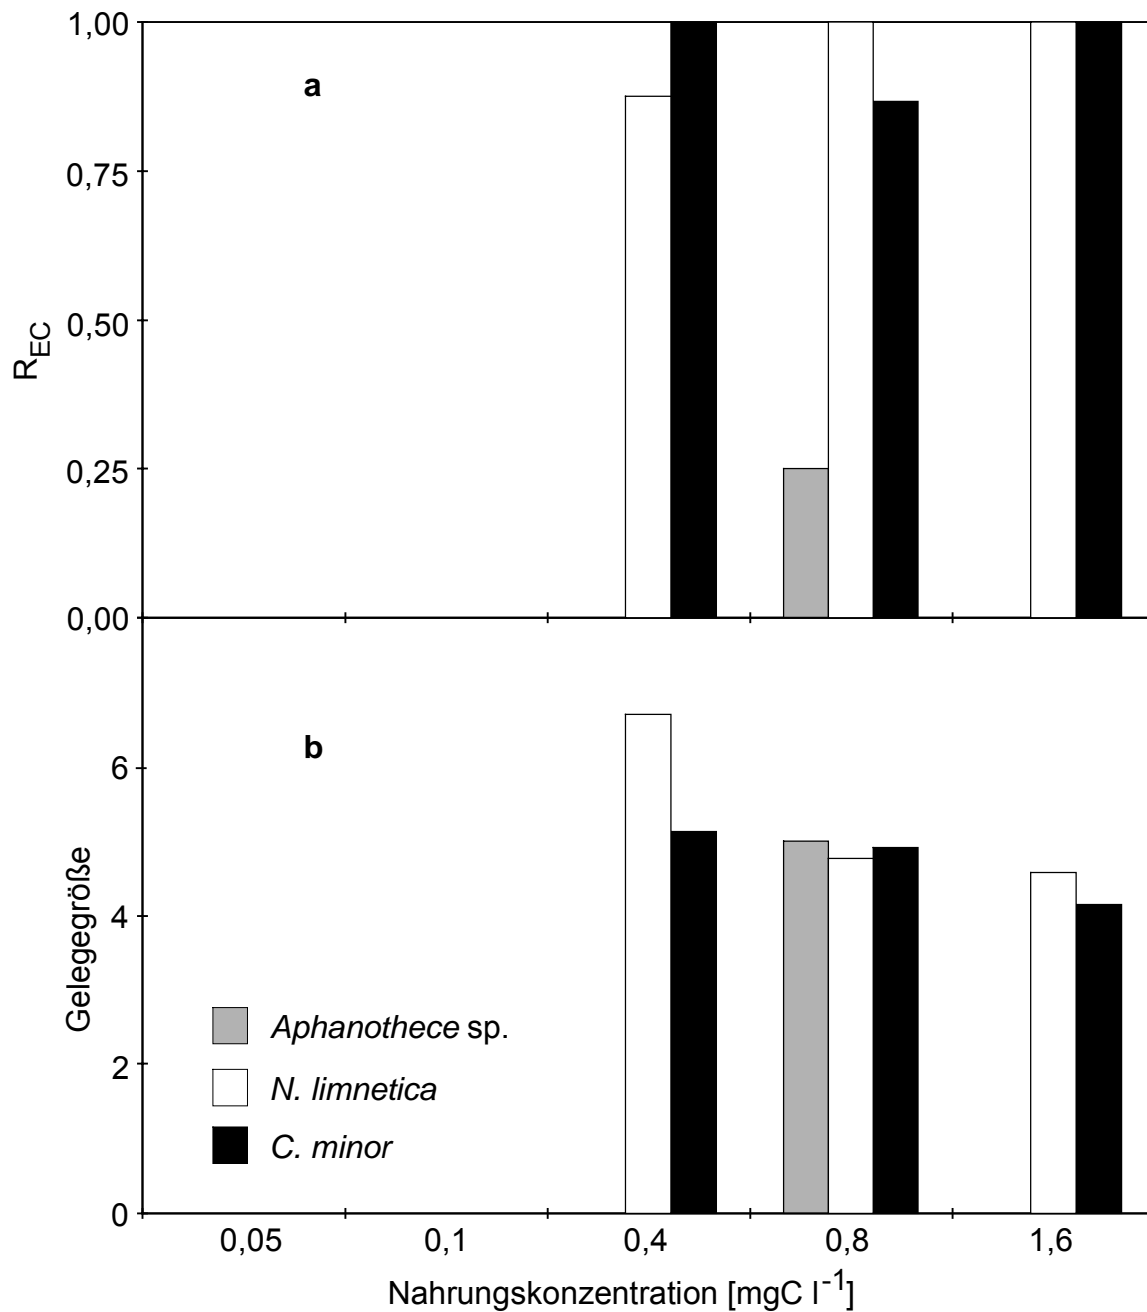 1,00
a
0,75
R_EC
0,50
0,25
0,00
b
6
Gelegegröße
4
Aphanothece sp.
2
N. limnetica
C. minor
0
0,05 0,1 0,4 0,8 1,6
Nahrungskonzentration [mgC l⁻¹]